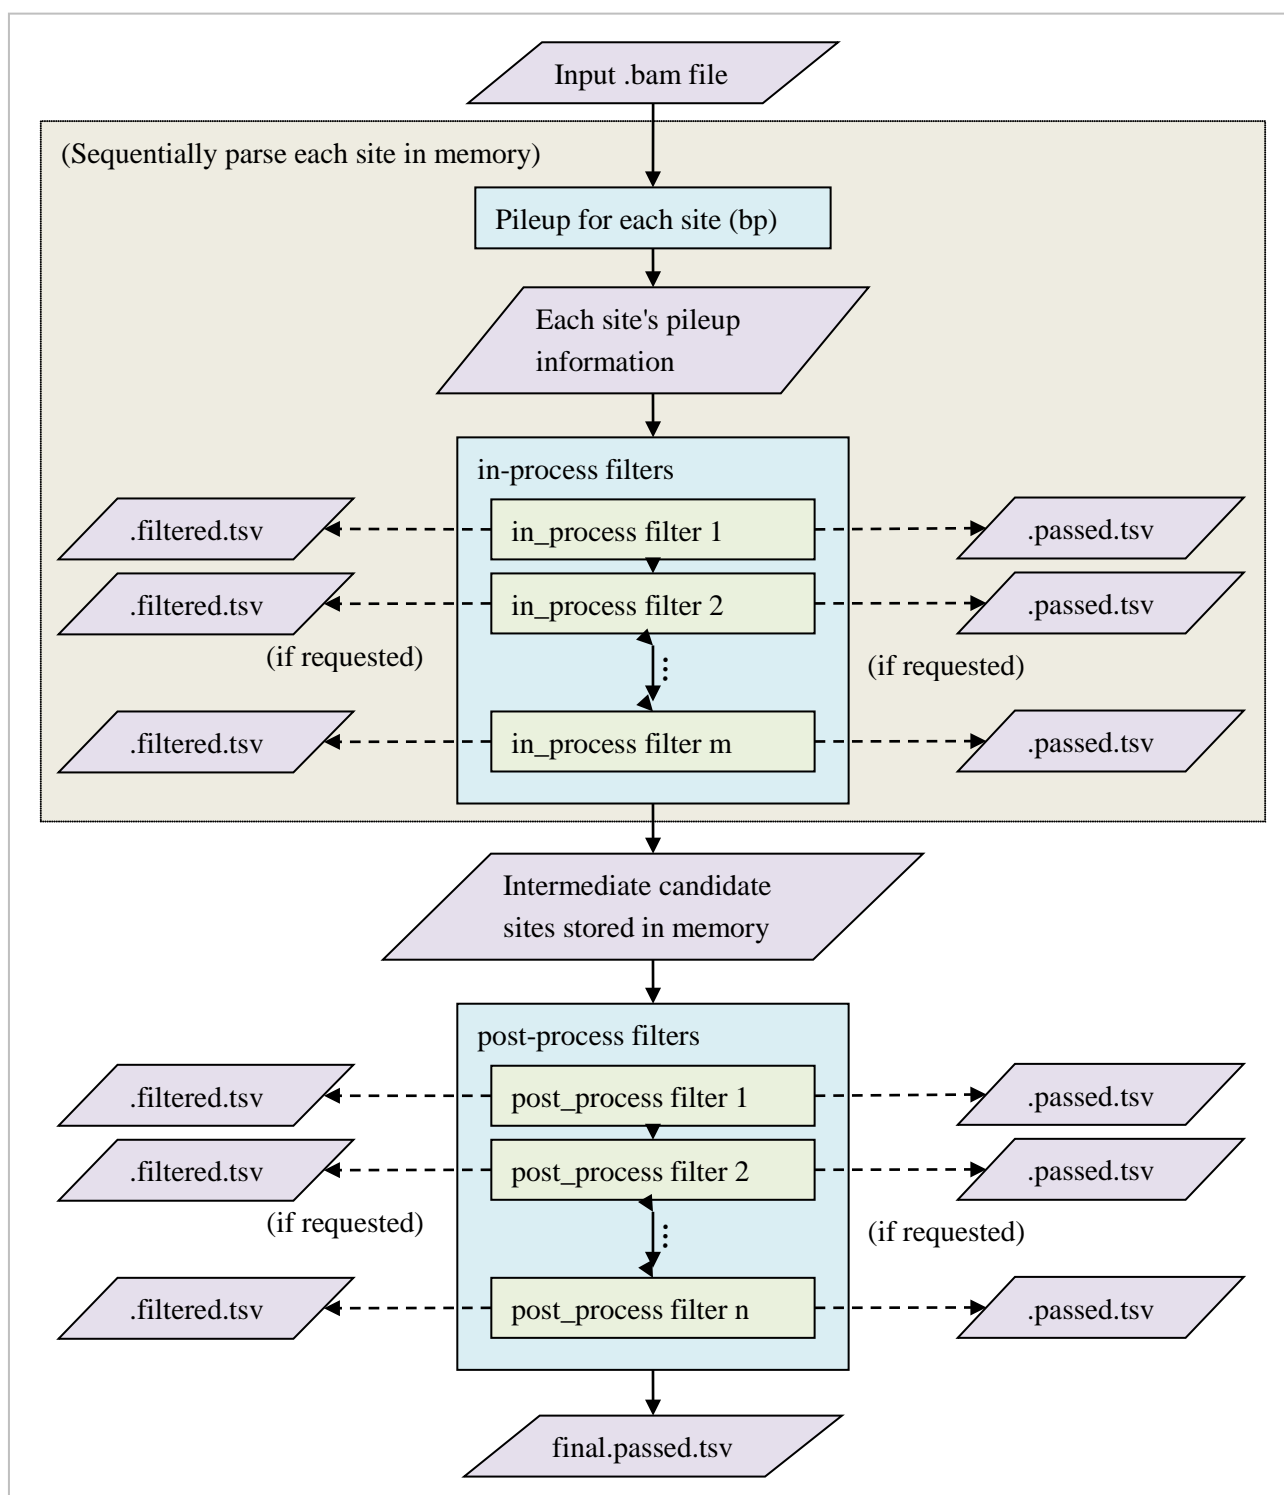 Input .bam file
(Sequentially parse each site in memory)
Pileup for each site (bp)
Each site's pileup
information
in-process filters
.filtered.tsv
in_process filter 1
.passed.tsv
.filtered.tsv
in_process filter 2
.passed.tsv
(if requested)
...
(if requested)
.filtered.tsv
in_process filter m
.passed.tsv
Intermediate candidate
sites stored in memory
post-process filters
.filtered.tsv
post_process filter 1
.passed.tsv
.filtered.tsv
post_process filter 2
.passed.tsv
(if requested)
...
(if requested)
.filtered.tsv
post_process filter n
.passed.tsv
final.passed.tsv